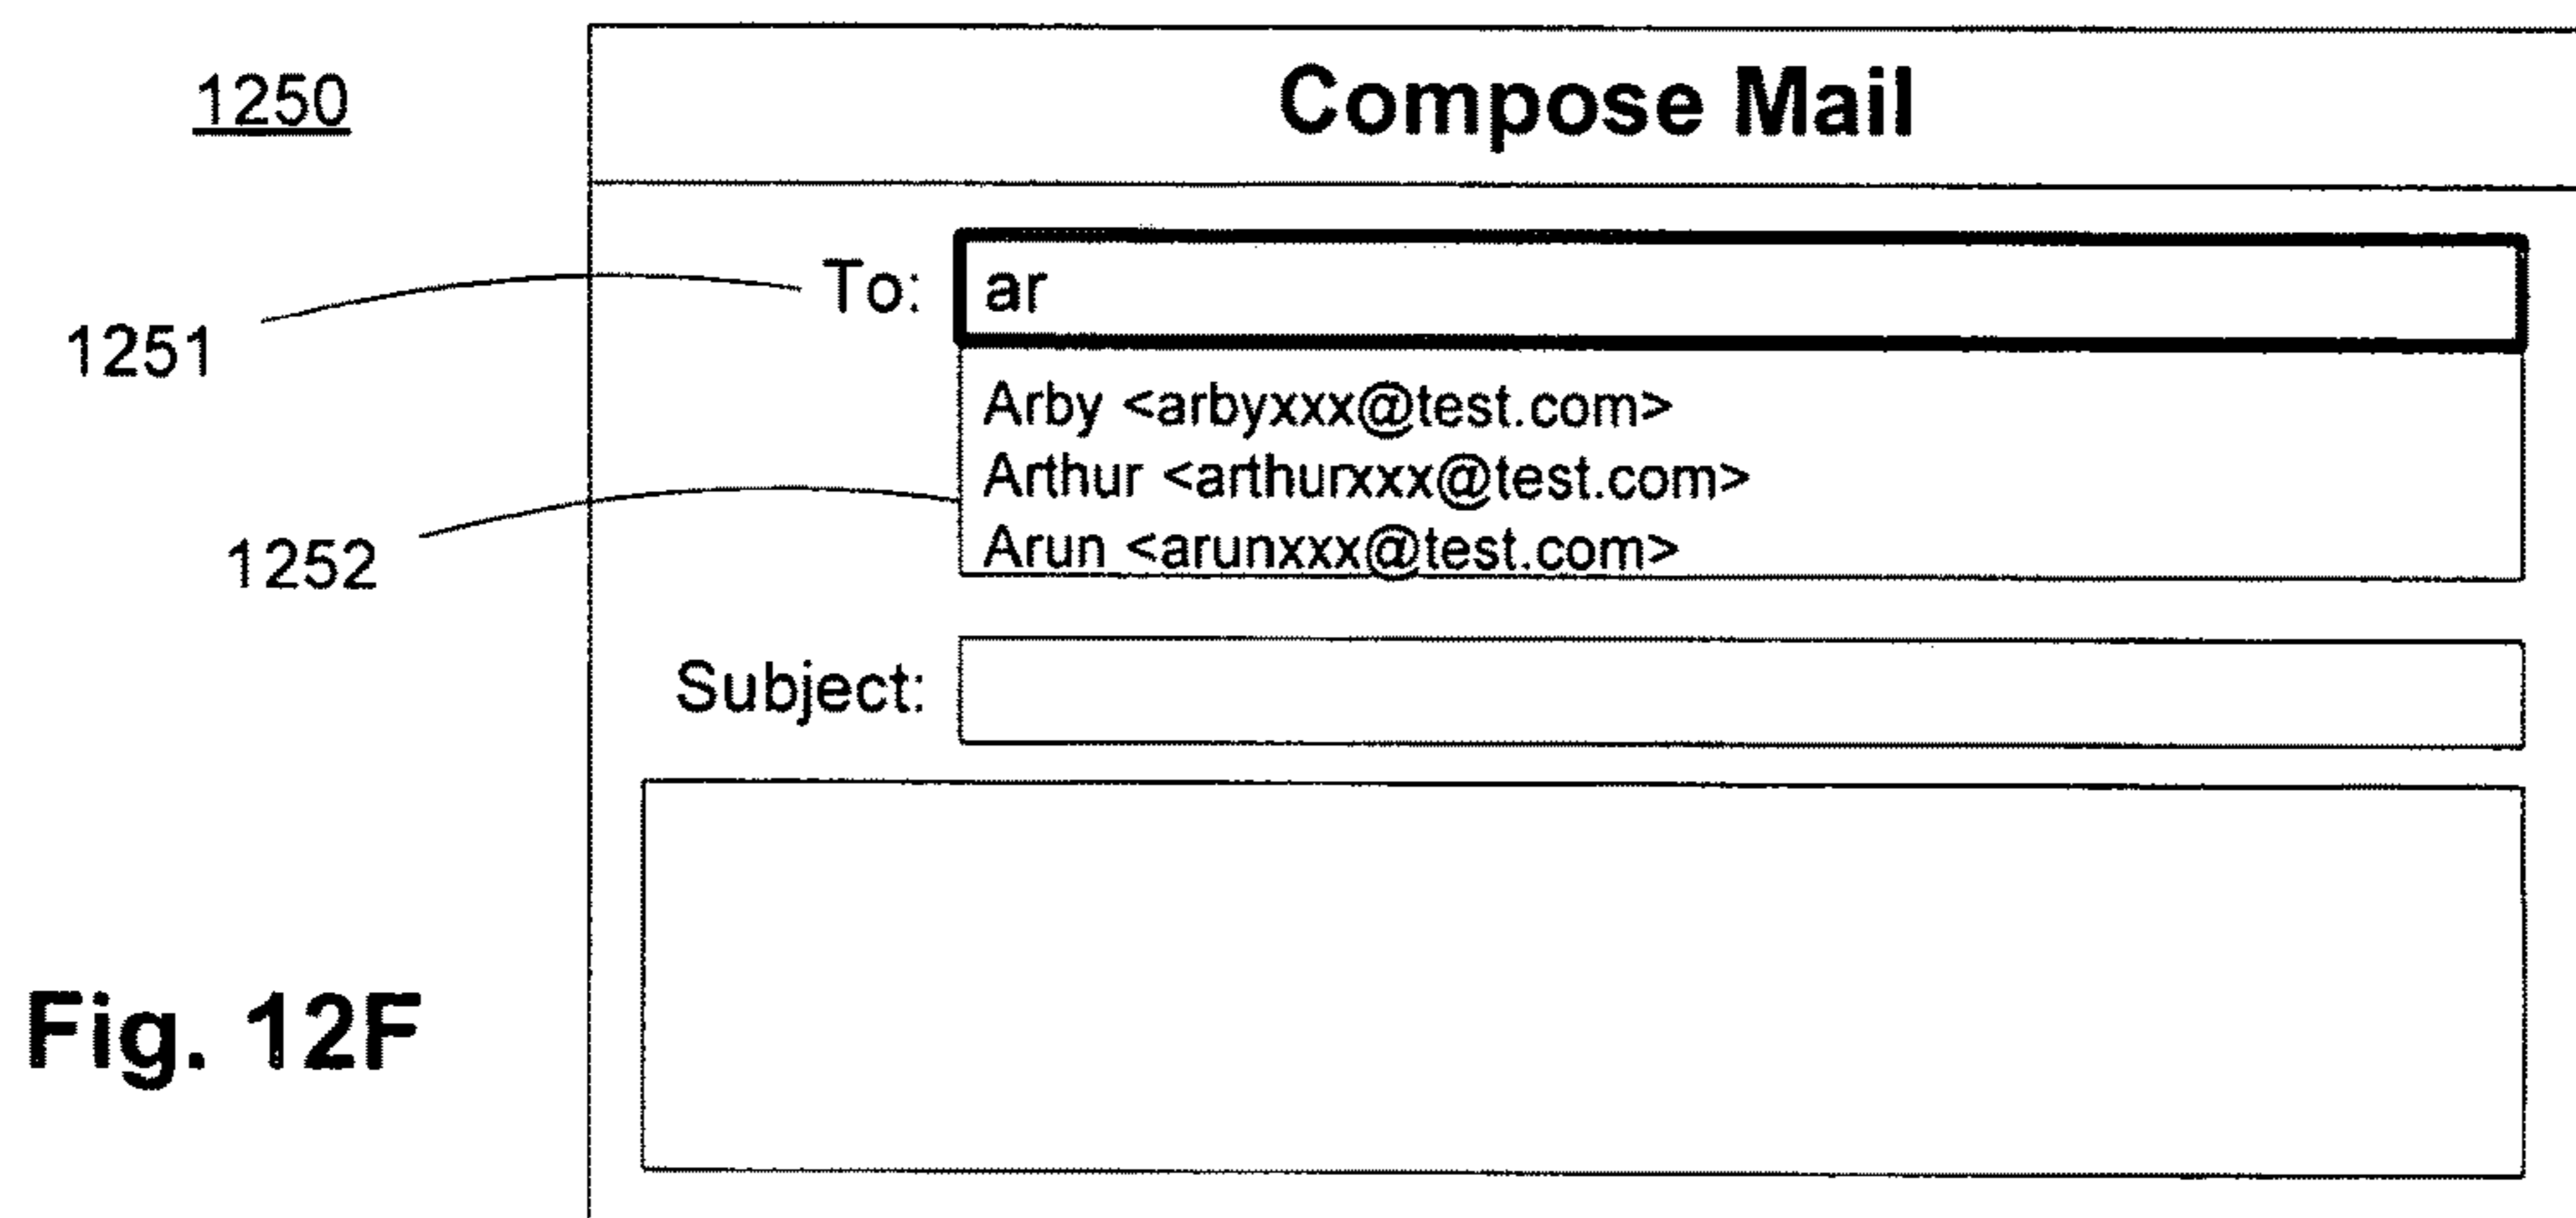 1250
Compose Mail
1251
To: ar
Arby <arbyxxx@test.com>
Arthur <arthurxxx@test.com>
1252
Arun <arunxxx@test.com>
Subject:
Fig. 12F